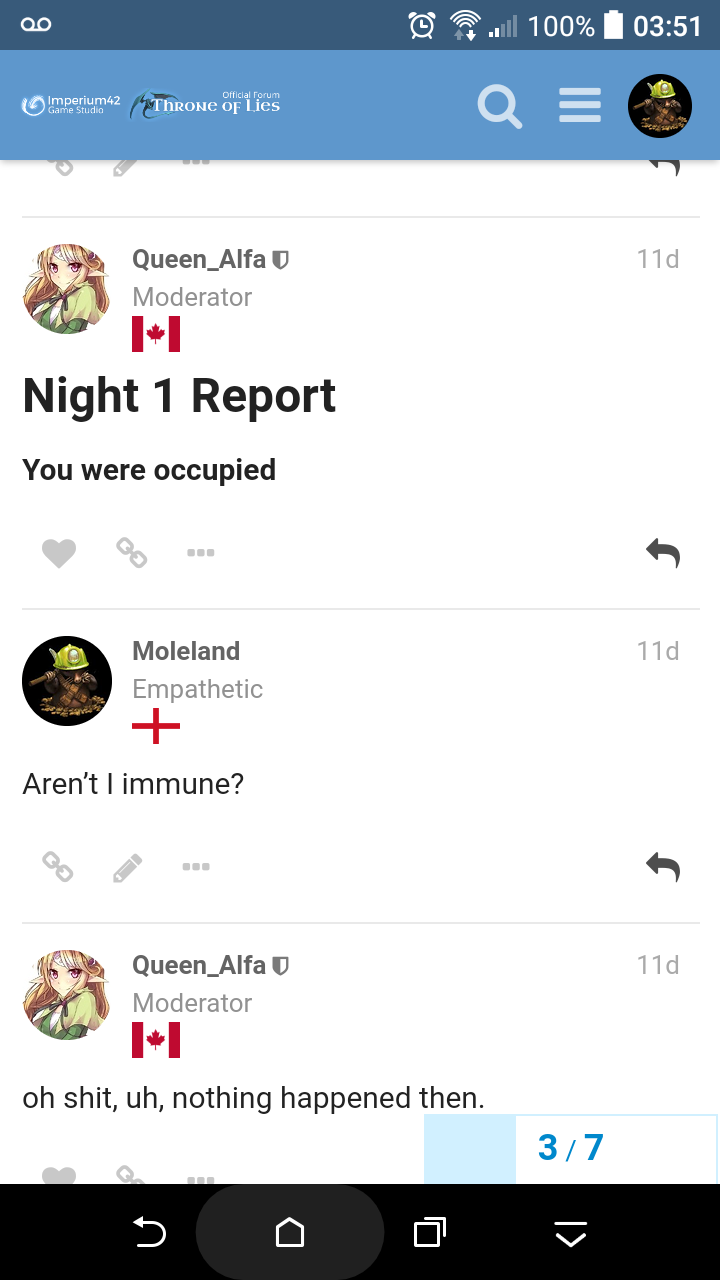 100% 03:51
Imperium42
Game Studio
Official Forum
Throne of Lies
Queen_Alfa 11d
Moderator
Night 1 Report
You were occupied
Moleland 11d
Empathetic
Aren’t I immune?
Queen_Alfa 11d
Moderator
oh shit, uh, nothing happened then.
3 / 7